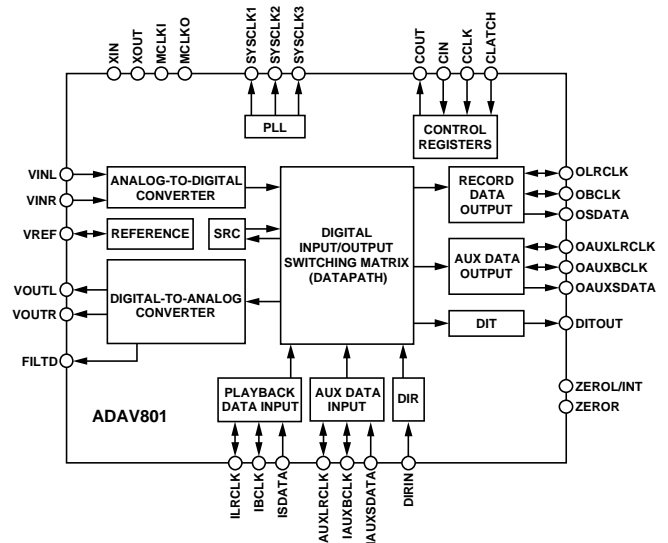 XIN
XOUT
MCLKI
MCLKO
SYSCLK1
SYSCLK2
SYSCLK3
COUT
CIN
CCLK
CLATCH
PLL
CONTROL
REGISTERS
VINL
VINR
VREF
VOUTL
VOUTR
FILTD
ANALOG-TO-DIGITAL
CONVERTER
REFERENCE
SRC
DIGITAL-TO-ANALOG
CONVERTER
DIGITAL
INPUT/OUTPUT
SWITCHING MATRIX
(DATAPATH)
RECORD
DATA
OUTPUT
AUX DATA
OUTPUT
DIT
OLRCLK
OBCLK
OSDATA
OAUXLRCLK
OAUXBCLK
OAUXSDATA
DITOUT
ZEROL/INT
ZEROR
PLAYBACK
DATA INPUT
AUX DATA
INPUT
DIR
ADAV801
ILRCLK
IBCLK
ISDATA
AUXLRCLK
IAUXBCLK
IAUXSDATA
DIRIN